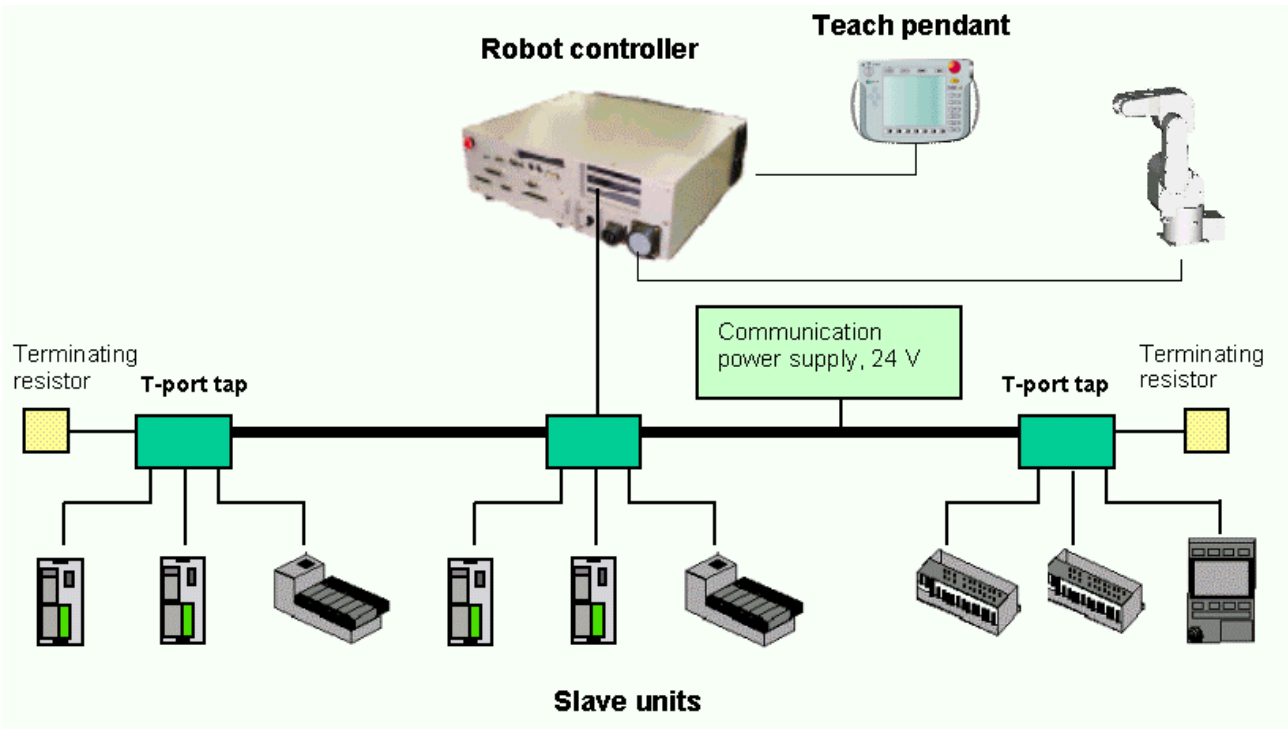 Teach pendant
Robot controller
Communication
power supply, 24 V
Terminating
resistor
T-port tap
T-port tap
Terminating
resistor
Slave units